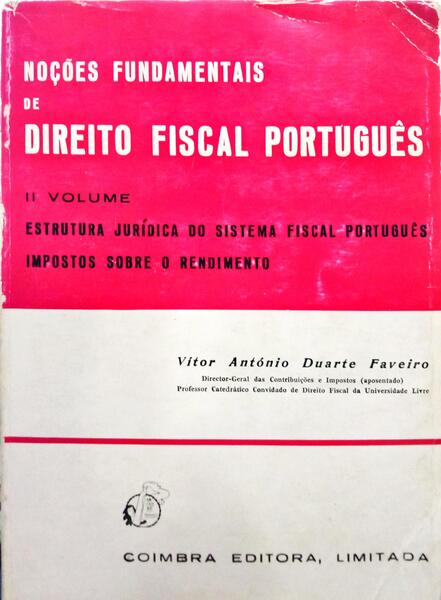 NOÇÕES FUNDAMENTAIS
DE
DIREITO FISCAL PORTUGUÊS
II VOLUME
ESTRUTURA JURÍDICA DO SISTEMA FISCAL PORTUGUÊS
IMPOSTOS SOBRE O RENDIMENTO
Vítor António Duarte Faveiro
Director-Geral das Contribuições e Impostos (aposentado)
Professor Catedrático Convidado de Direito Fiscal da Universidade Livre
COIMBRA EDITORA, LIMITADA